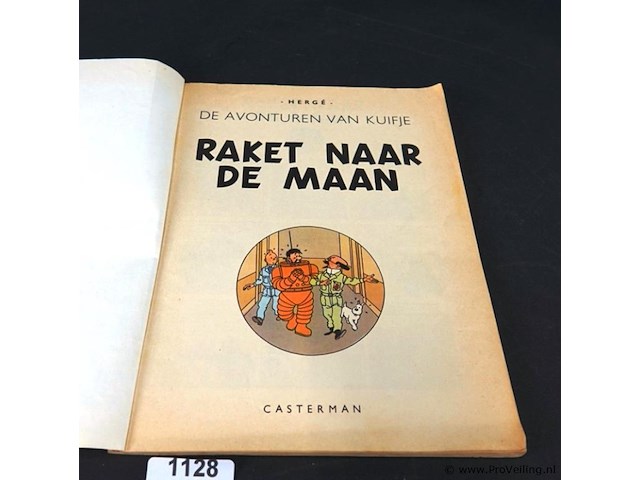 - HERGÉ -
DE AVONTUREN VAN KUIFJE
RAKET NAAR
DE MAAN
CASTERMAN
1128
© www.ProVeiling.nl